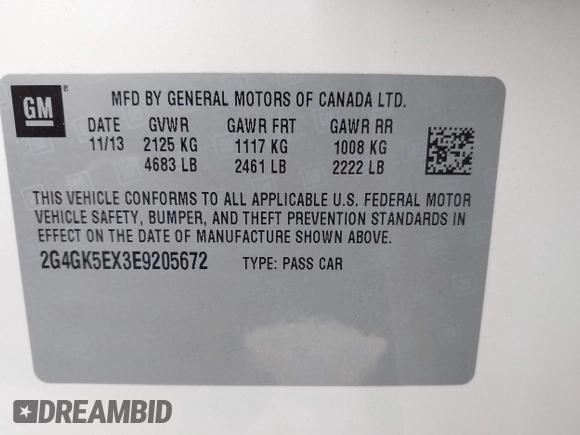 GM ®
MFD BY GENERAL MOTORS OF CANADA LTD.
DATE GVWR GAWR FRT GAWR RR
11/13 2125 KG 1117 KG 1008 KG
4683 LB 2461 LB 2222 LB
THIS VEHICLE CONFORMS TO ALL APPLICABLE U.S. FEDERAL MOTOR
VEHICLE SAFETY, BUMPER, AND THEFT PREVENTION STANDARDS IN
EFFECT ON THE DATE OF MANUFACTURE SHOWN ABOVE.
2G4GK5EX3E9205672 TYPE: PASS CAR
DREAMBID